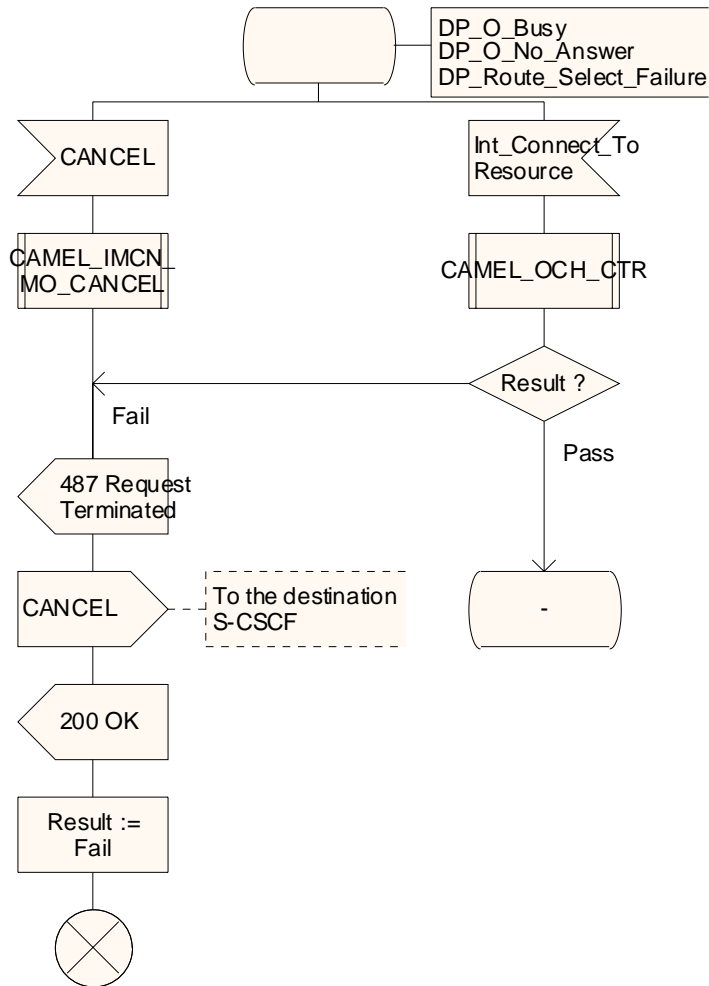 DP_O_Busy
DP_O_No_Answer
DP_Route_Select_Failure
CANCEL
Int_Connect_To
Resource
CAMEL_IMCN_
MO_CANCEL
CAMEL_OCH_CTR
Result ?
Fail
Pass
487 Request
Terminated
CANCEL
To the destination
S-CSCF
-
200 OK
Result :=
Fail